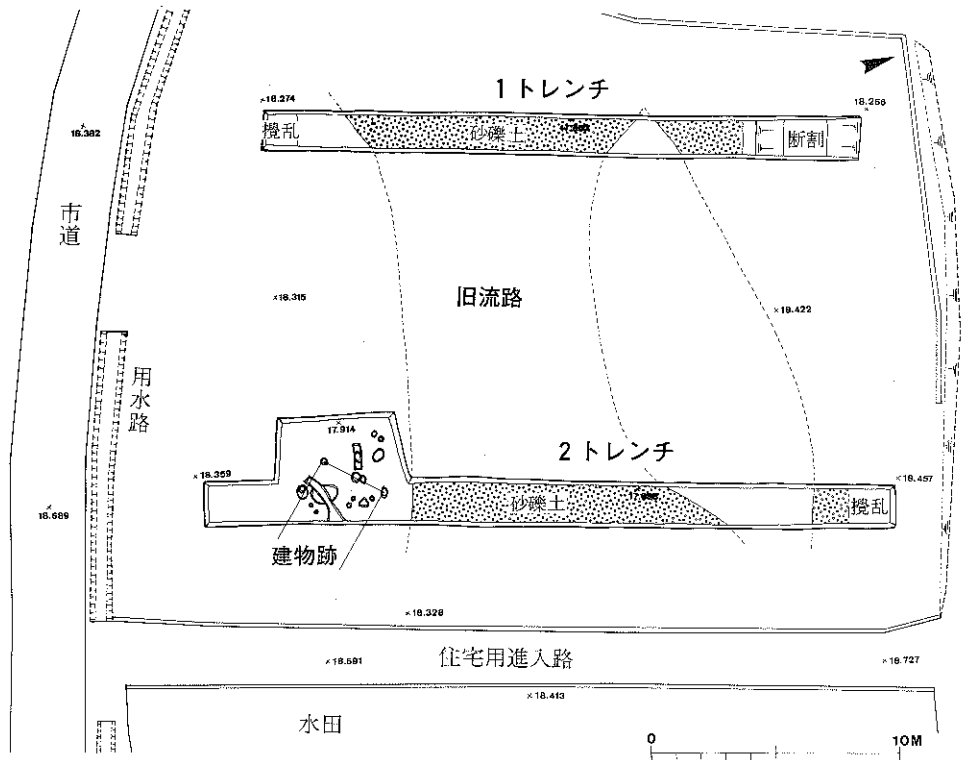 1トレンチ
×18.274
18.382
攪乱
砂礫土
断割
市道
×18.315
旧流路
×18.422
用水路
17.914
2トレンチ
×18.359
×18.457
18.689
砂礫土
攪乱
建物跡
×18.328
×18.691
住宅用進入路
×18.727
×18.413
水田
0
10M